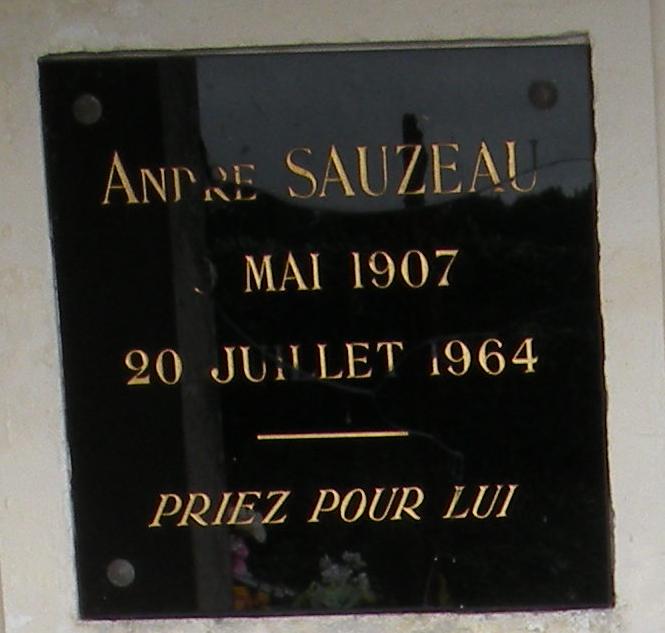 ANDRE SAUZEAU
MAI 1907
20 JUILLET 1964
PRIEZ POUR LUI